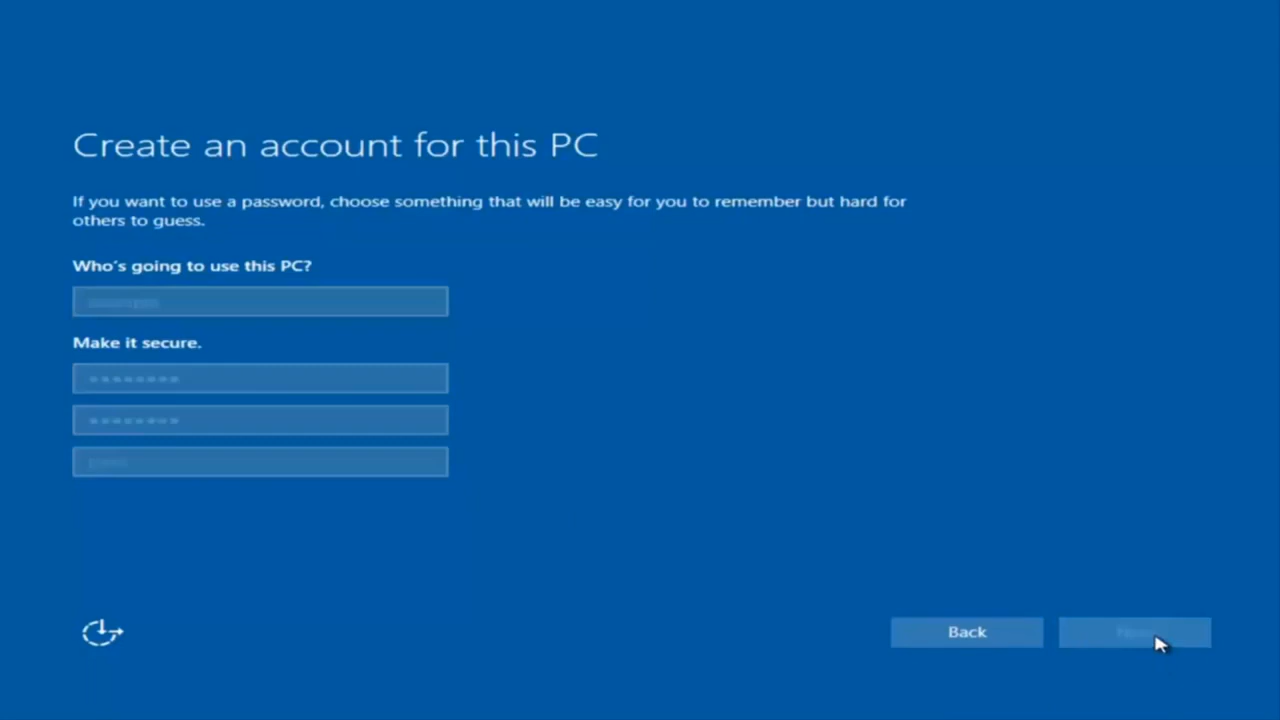 Create an account for this PC
If you want to use a password, choose something that will be easy for you to remember but hard for
others to guess.
Who's going to use this PC?
Make it secure.
Back